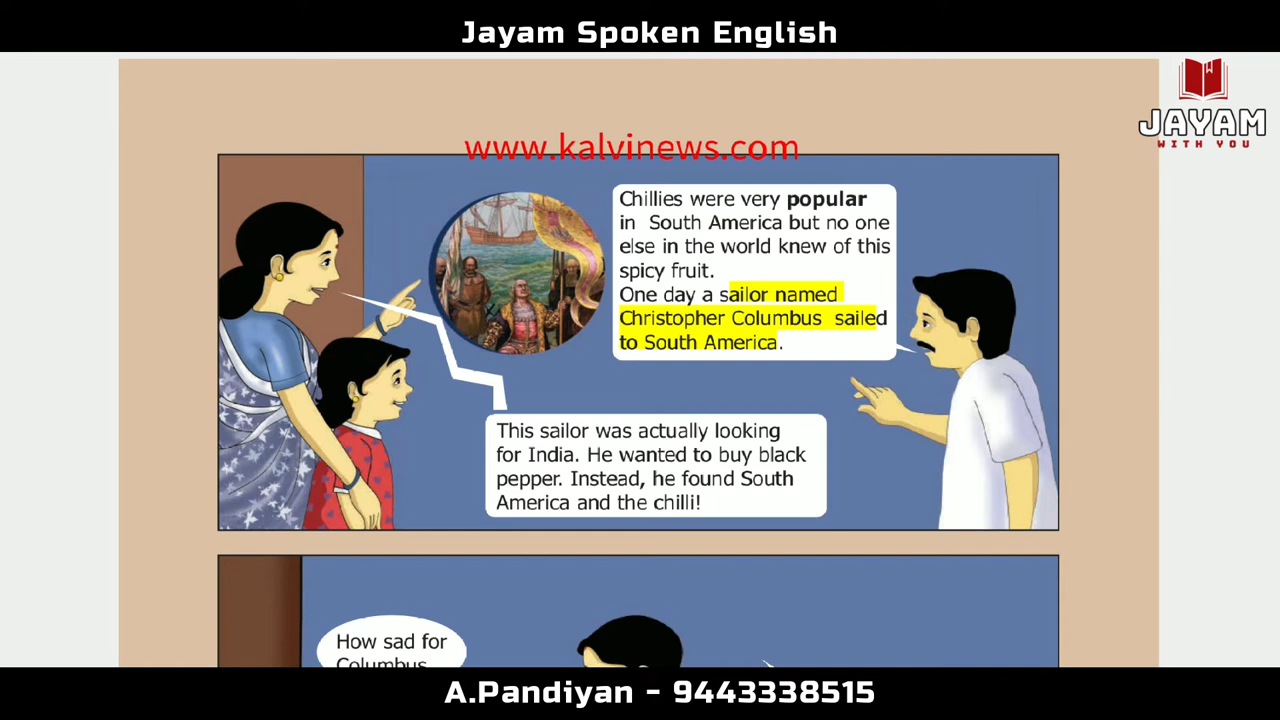 Jayam Spoken English
JAYAM
WITH YOU
www.kalvinews.com
Chillies were very popular
in South America but no one
else in the world knew of this
spicy fruit.
One day a sailor named
Christopher Columbus sailed
to South America.
This sailor was actually looking
for India. He wanted to buy black
pepper. Instead, he found South
America and the chilli!
How sad for
Columbus
A.Pandiyan - 9443338515